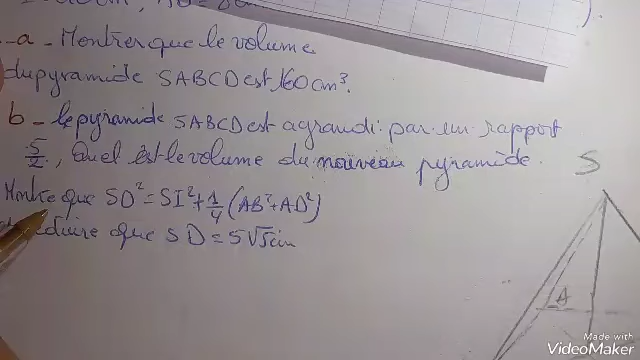 a - Montrer que le volume
du pyramide SABCD est 160 cm³.
b - le pyramide SABCD est agrandi par un rapport
5/2, Quel est le volume du nouveau pyramide.
Montre que SD² = SI² + 1/4 (AB² + AD²)
duire que SD = 5√5 cm
S
A
Made with
VideoMaker